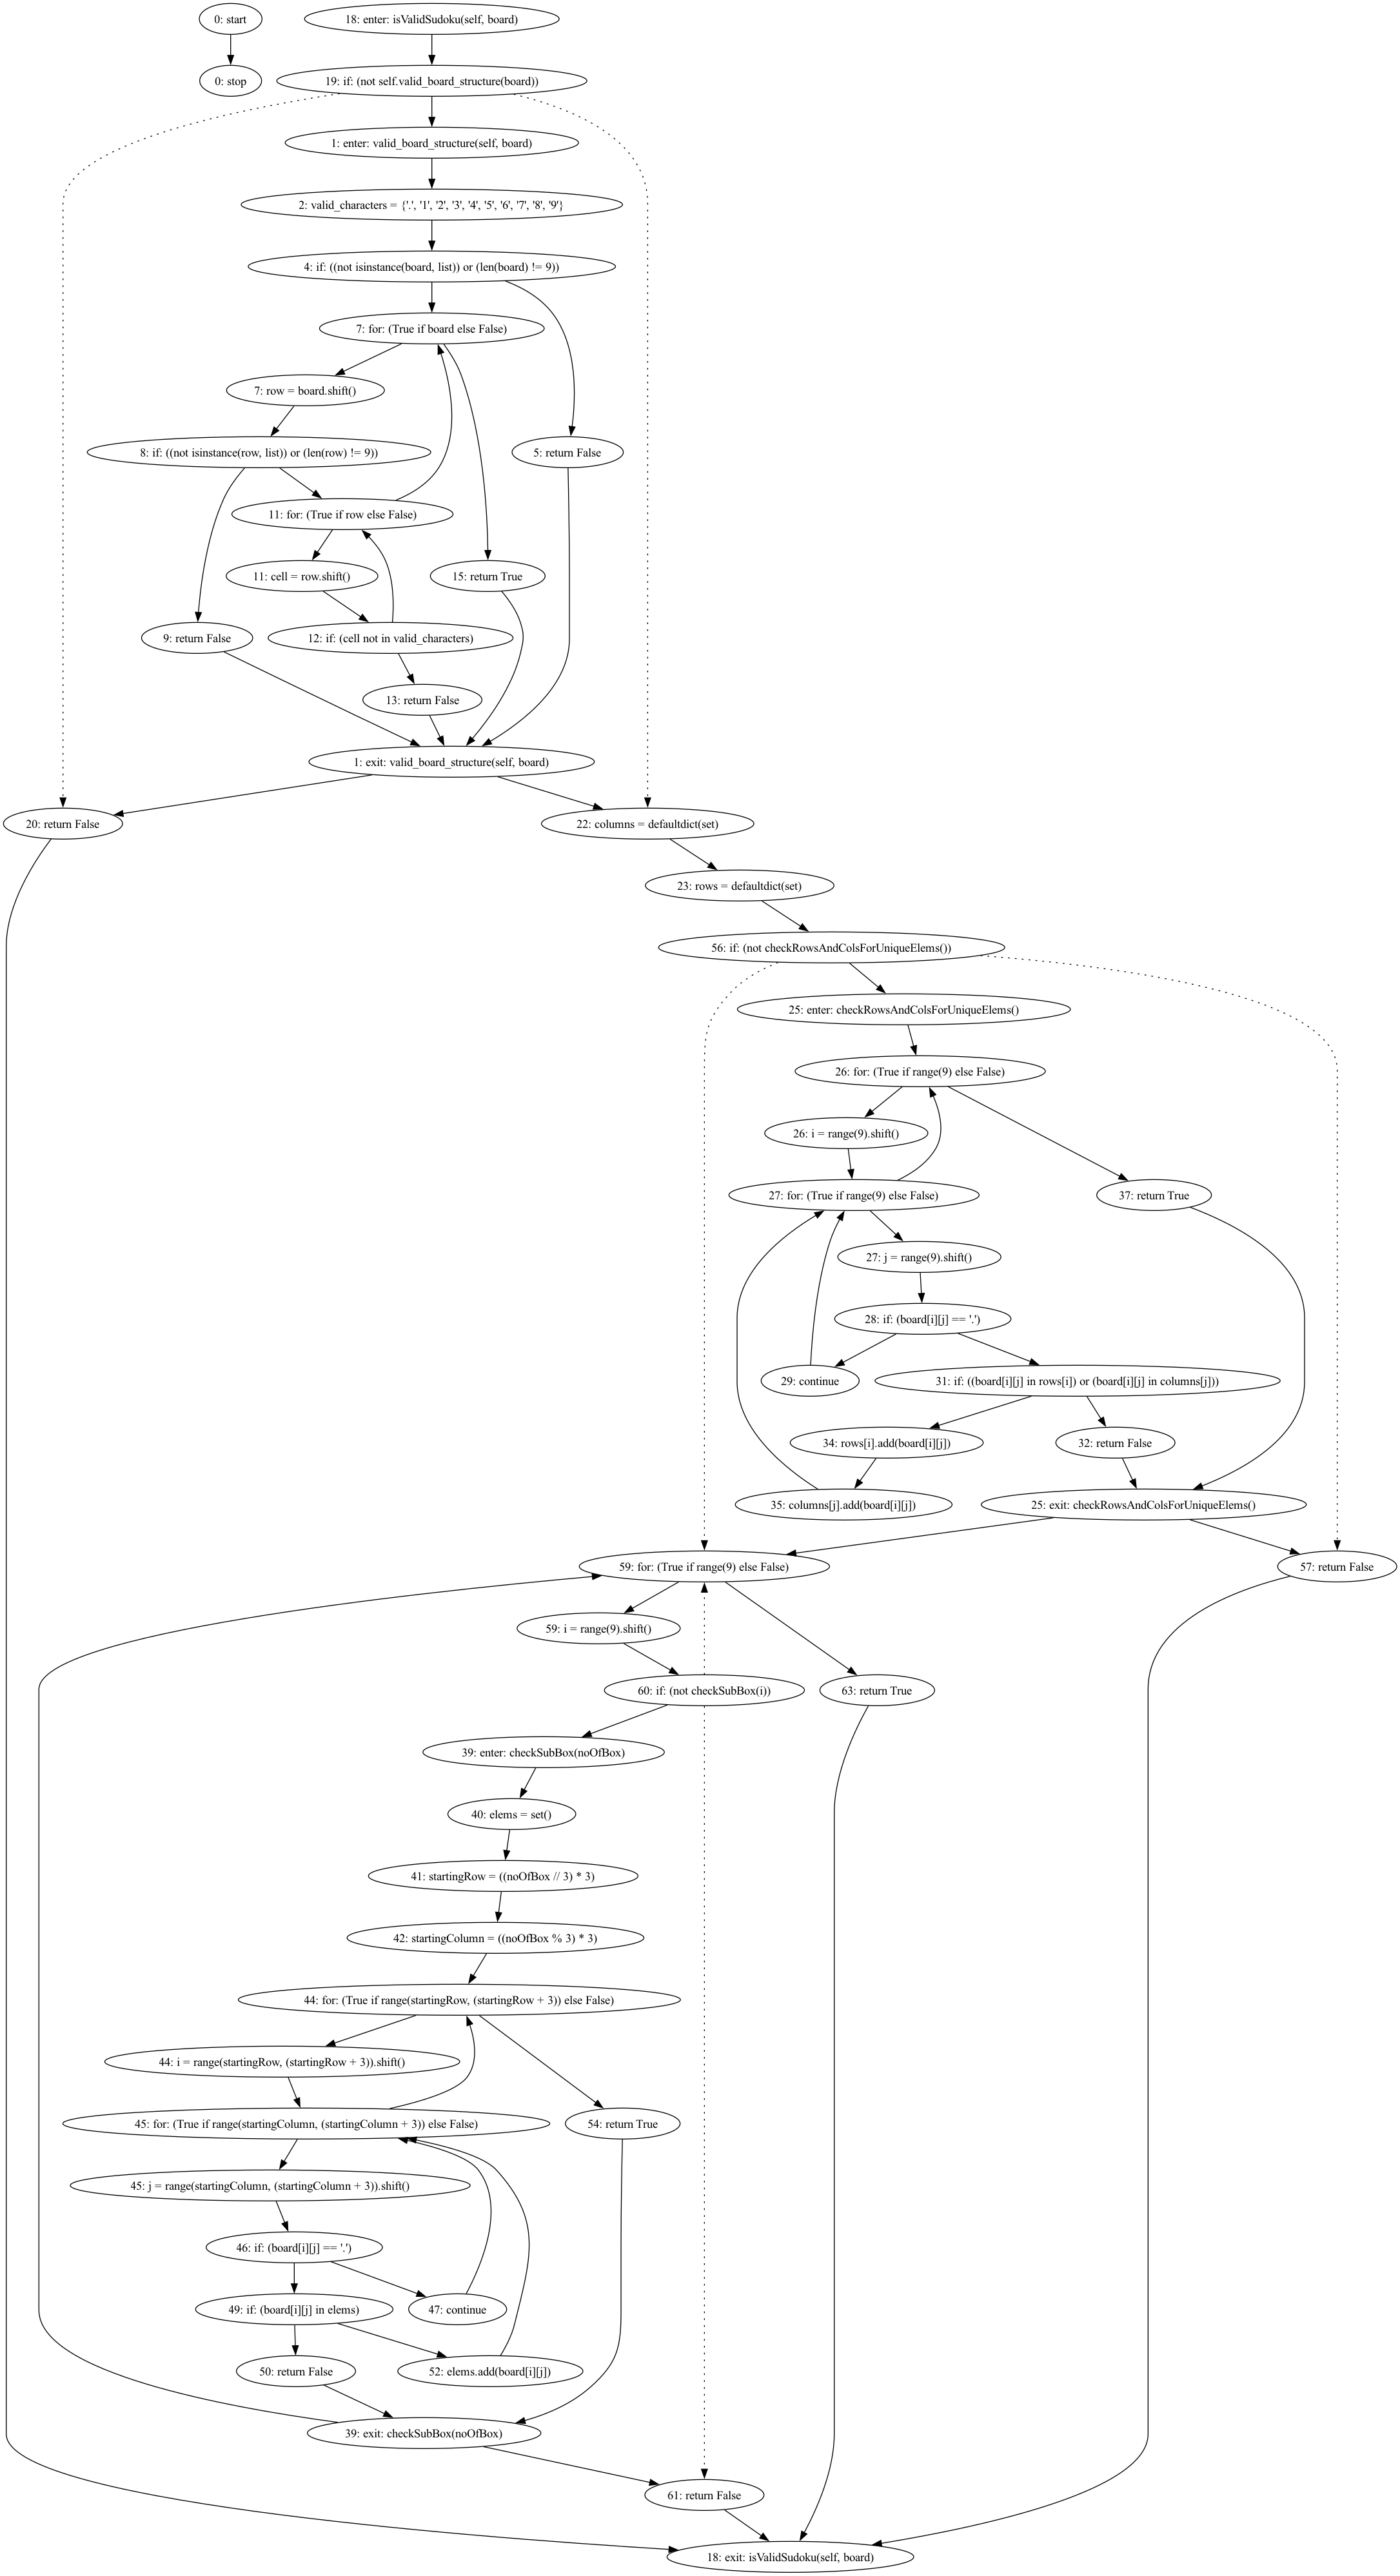 0: start
18: enter: isValidSudoku(self, board)
0: stop
19: if: (not self.valid_board_structure(board))
1: enter: valid_board_structure(self, board)
2: valid_characters = {'.', '1', '2', '3', '4', '5', '6', '7', '8', '9'}
4: if: ((not isinstance(board, list)) or (len(board) != 9))
7: for: (True if board else False)
7: row = board.shift()
8: if: ((not isinstance(row, list)) or (len(row) != 9))
5: return False
11: for: (True if row else False)
11: cell = row.shift()
15: return True
9: return False
12: if: (cell not in valid_characters)
13: return False
1: exit: valid_board_structure(self, board)
20: return False
22: columns = defaultdict(set)
23: rows = defaultdict(set)
56: if: (not checkRowsAndColsForUniqueElems())
25: enter: checkRowsAndColsForUniqueElems()
26: for: (True if range(9) else False)
26: i = range(9).shift()
27: for: (True if range(9) else False)
37: return True
27: j = range(9).shift()
28: if: (board[i][j] == '.')
29: continue
31: if: ((board[i][j] in rows[i]) or (board[i][j] in columns[j]))
34: rows[i].add(board[i][j])
32: return False
35: columns[j].add(board[i][j])
25: exit: checkRowsAndColsForUniqueElems()
59: for: (True if range(9) else False)
57: return False
59: i = range(9).shift()
60: if: (not checkSubBox(i))
63: return True
39: enter: checkSubBox(noOfBox)
40: elems = set()
41: startingRow = ((noOfBox // 3) * 3)
42: startingColumn = ((noOfBox % 3) * 3)
44: for: (True if range(startingRow, (startingRow + 3)) else False)
44: i = range(startingRow, (startingRow + 3)).shift()
45: for: (True if range(startingColumn, (startingColumn + 3)) else False)
54: return True
45: j = range(startingColumn, (startingColumn + 3)).shift()
46: if: (board[i][j] == '.')
49: if: (board[i][j] in elems)
47: continue
50: return False
52: elems.add(board[i][j])
39: exit: checkSubBox(noOfBox)
61: return False
18: exit: isValidSudoku(self, board)